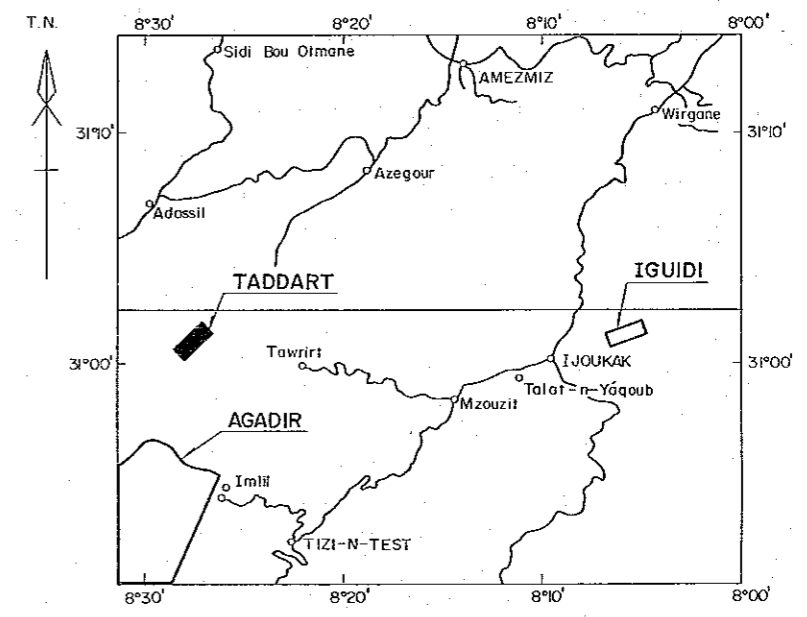 T.N.
8°30'
8°20'
8°10'
8°00'
Sidi Bou Otmane
AMEZMIZ
Wirgane
31°10'
31°10'
Azegour
Adassil
TADDART
IGUIDI
Tawrirt
31°00'
IJOUKAK
31°00'
Talat-n-Yáqoub
Mzouzit
AGADIR
Imlil
TIZI-N-TEST
8°30'
8°20'
8°10'
8°00'